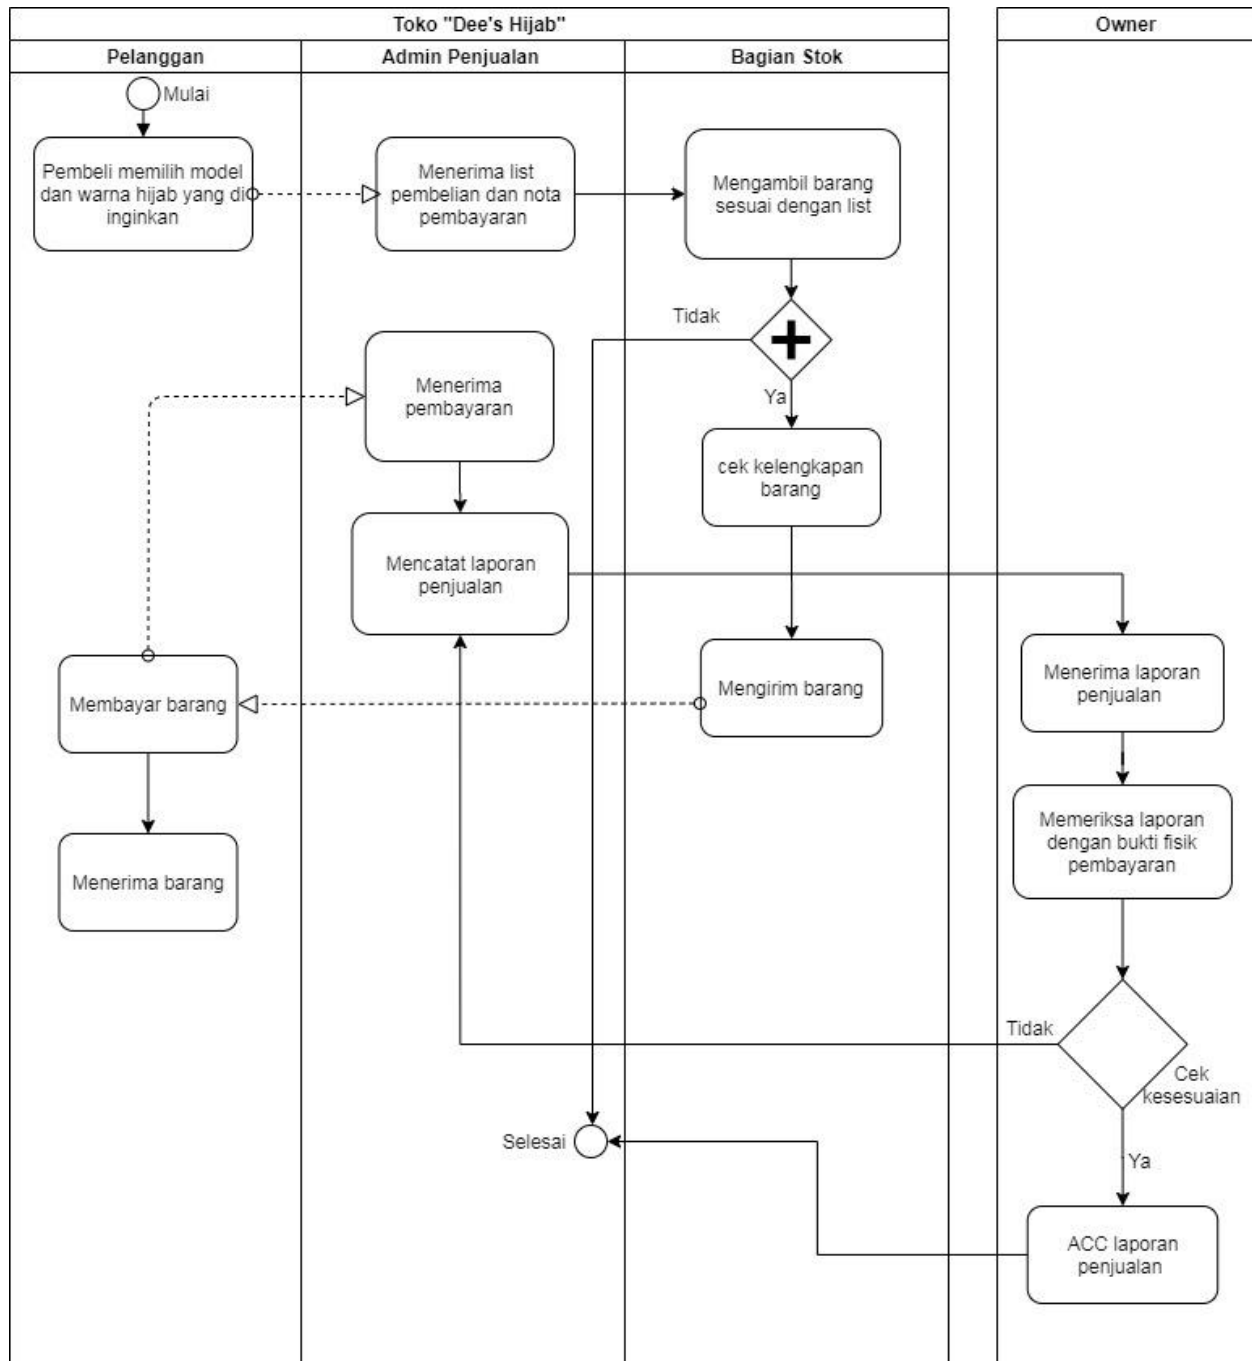 Toko "Dee's Hijab"
Owner
Pelanggan
Admin Penjualan
Bagian Stok
Mulai
Pembeli memilih model
dan warna hijab yang di
inginkan
Menerima list
pembelian dan nota
pembayaran
Mengambil barang
sesuai dengan list
Tidak
Ya
Menerima
pembayaran
cek kelengkapan
barang
Mencatat laporan
penjualan
Membayar barang
Mengirim barang
Menerima laporan
penjualan
Menerima barang
Memeriksa laporan
dengan bukti fisik
pembayaran
Tidak
Cek
kesesuaian
Selesai
Ya
ACC laporan
penjualan